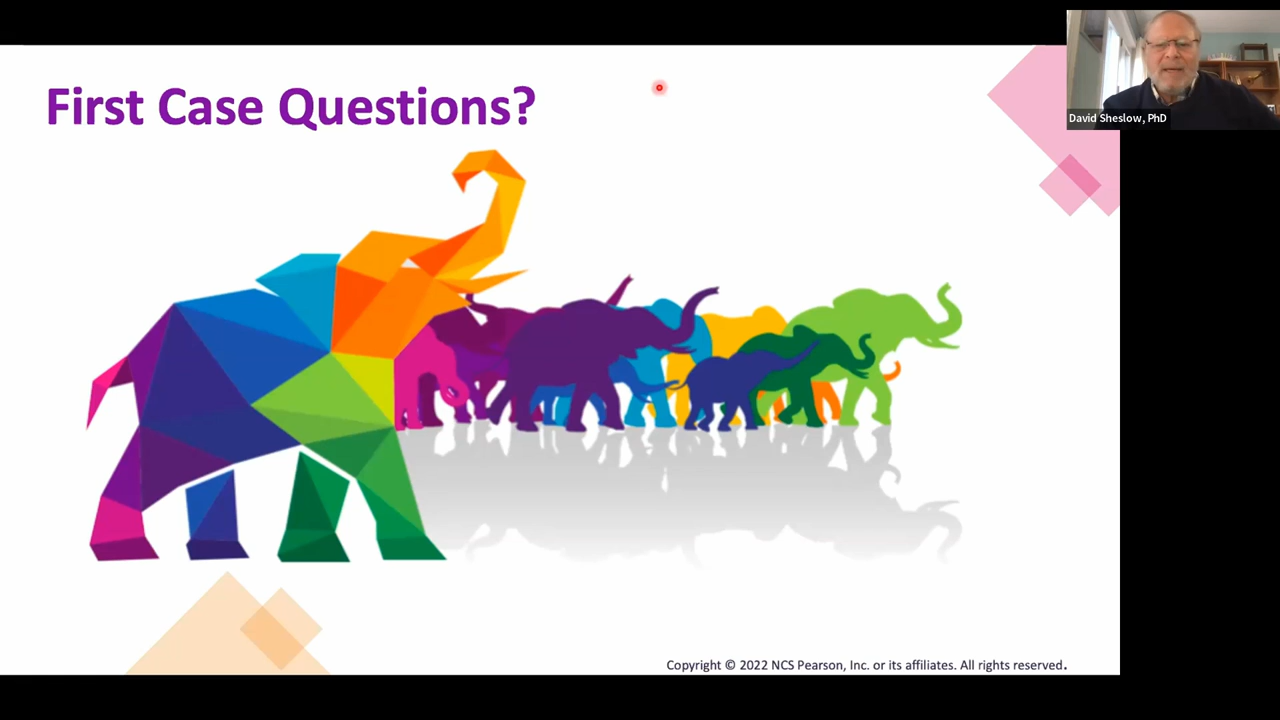 First Case Questions?
David Sheslow, PhD
Copyright © 2022 NCS Pearson, Inc. or its affiliates. All rights reserved.